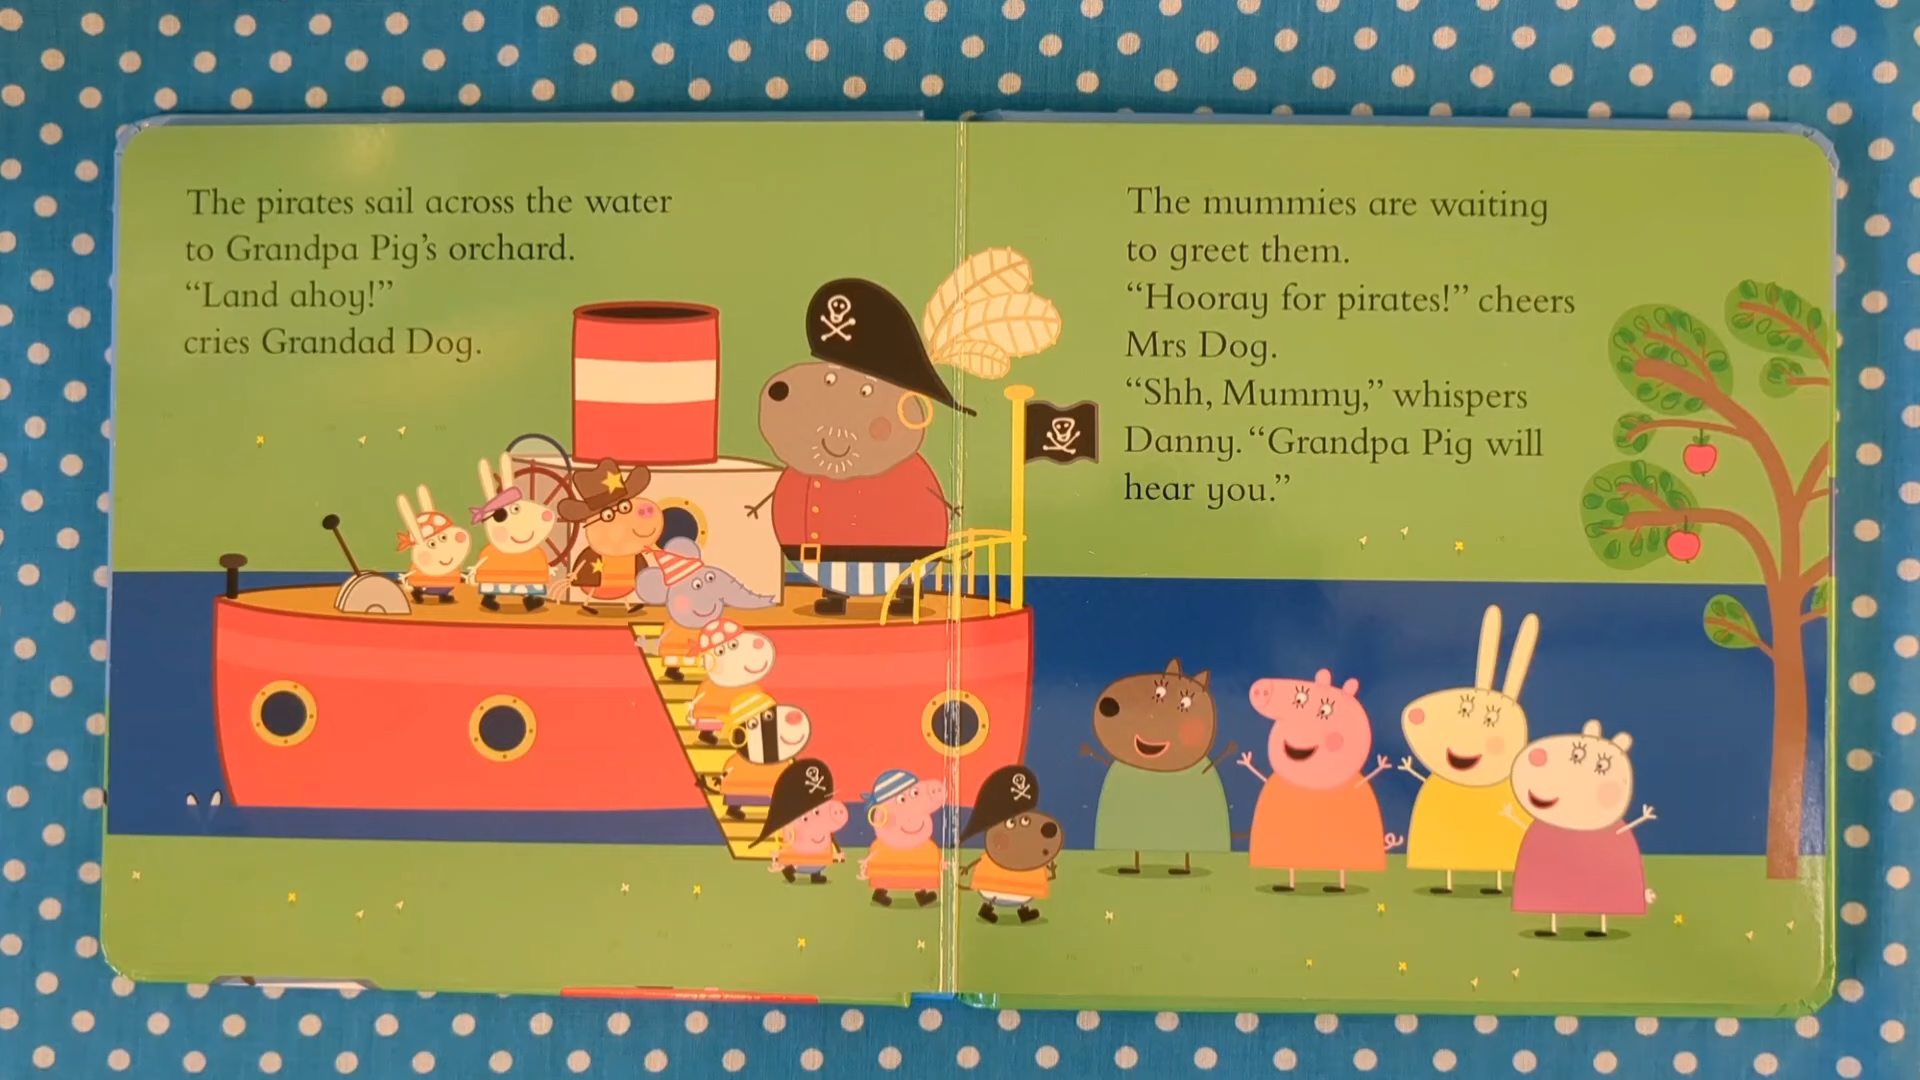 The pirates sail across the water
to Grandpa Pig's orchard.
“Land ahoy!”
cries Grandad Dog.
The mummies are waiting
to greet them.
“Hooray for pirates!” cheers
Mrs Dog.
“Shh, Mummy,” whispers
Danny. “Grandpa Pig will
hear you.”